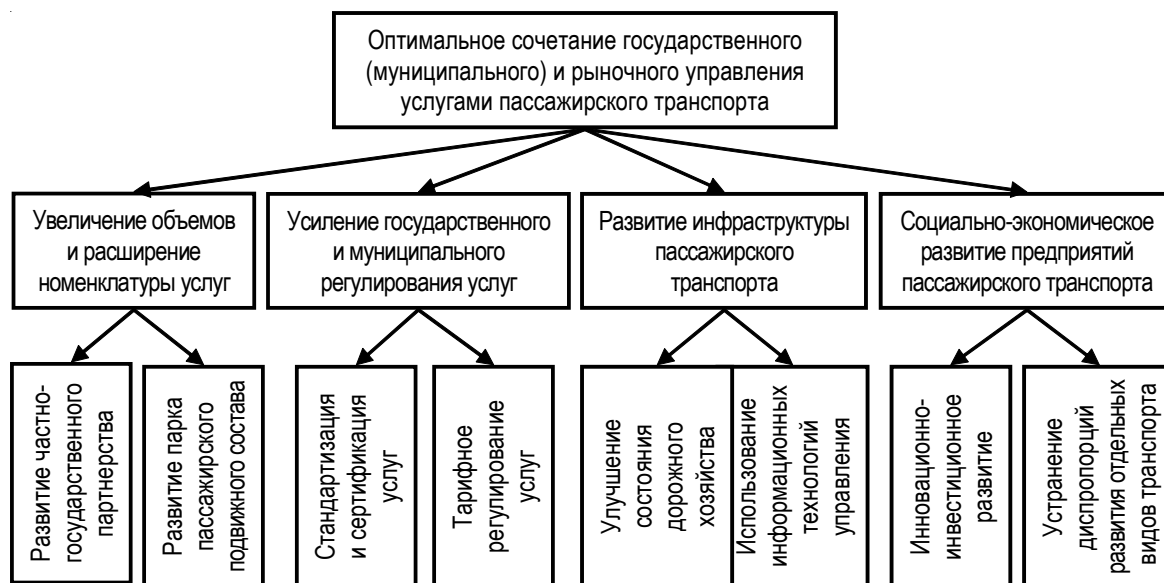 Оптимальное сочетание государственного
(муниципального) и рыночного управления
услугами пассажирского транспорта
Увеличение объемов
и расширение
номенклатуры услуг
Усиление государственного
и муниципального
регулирования услуг
Развитие инфраструктуры
пассажирского
транспорта
Социально-экономическое
развитие предприятий
пассажирского транспорта
Развитие частно-
государственного
партнерства
Развитие парка
пассажирского
подвижного состава
Стандартизация
и сертификация
услуг
Тарифное
регулирование
услуг
Улучшение
состояния
дорожного
хозяйства
Использование
информационных
технологий
управления
Инновационно-
инвестиционное
развитие
Устранение
диспропорций
развития отдельных
видов транспорта